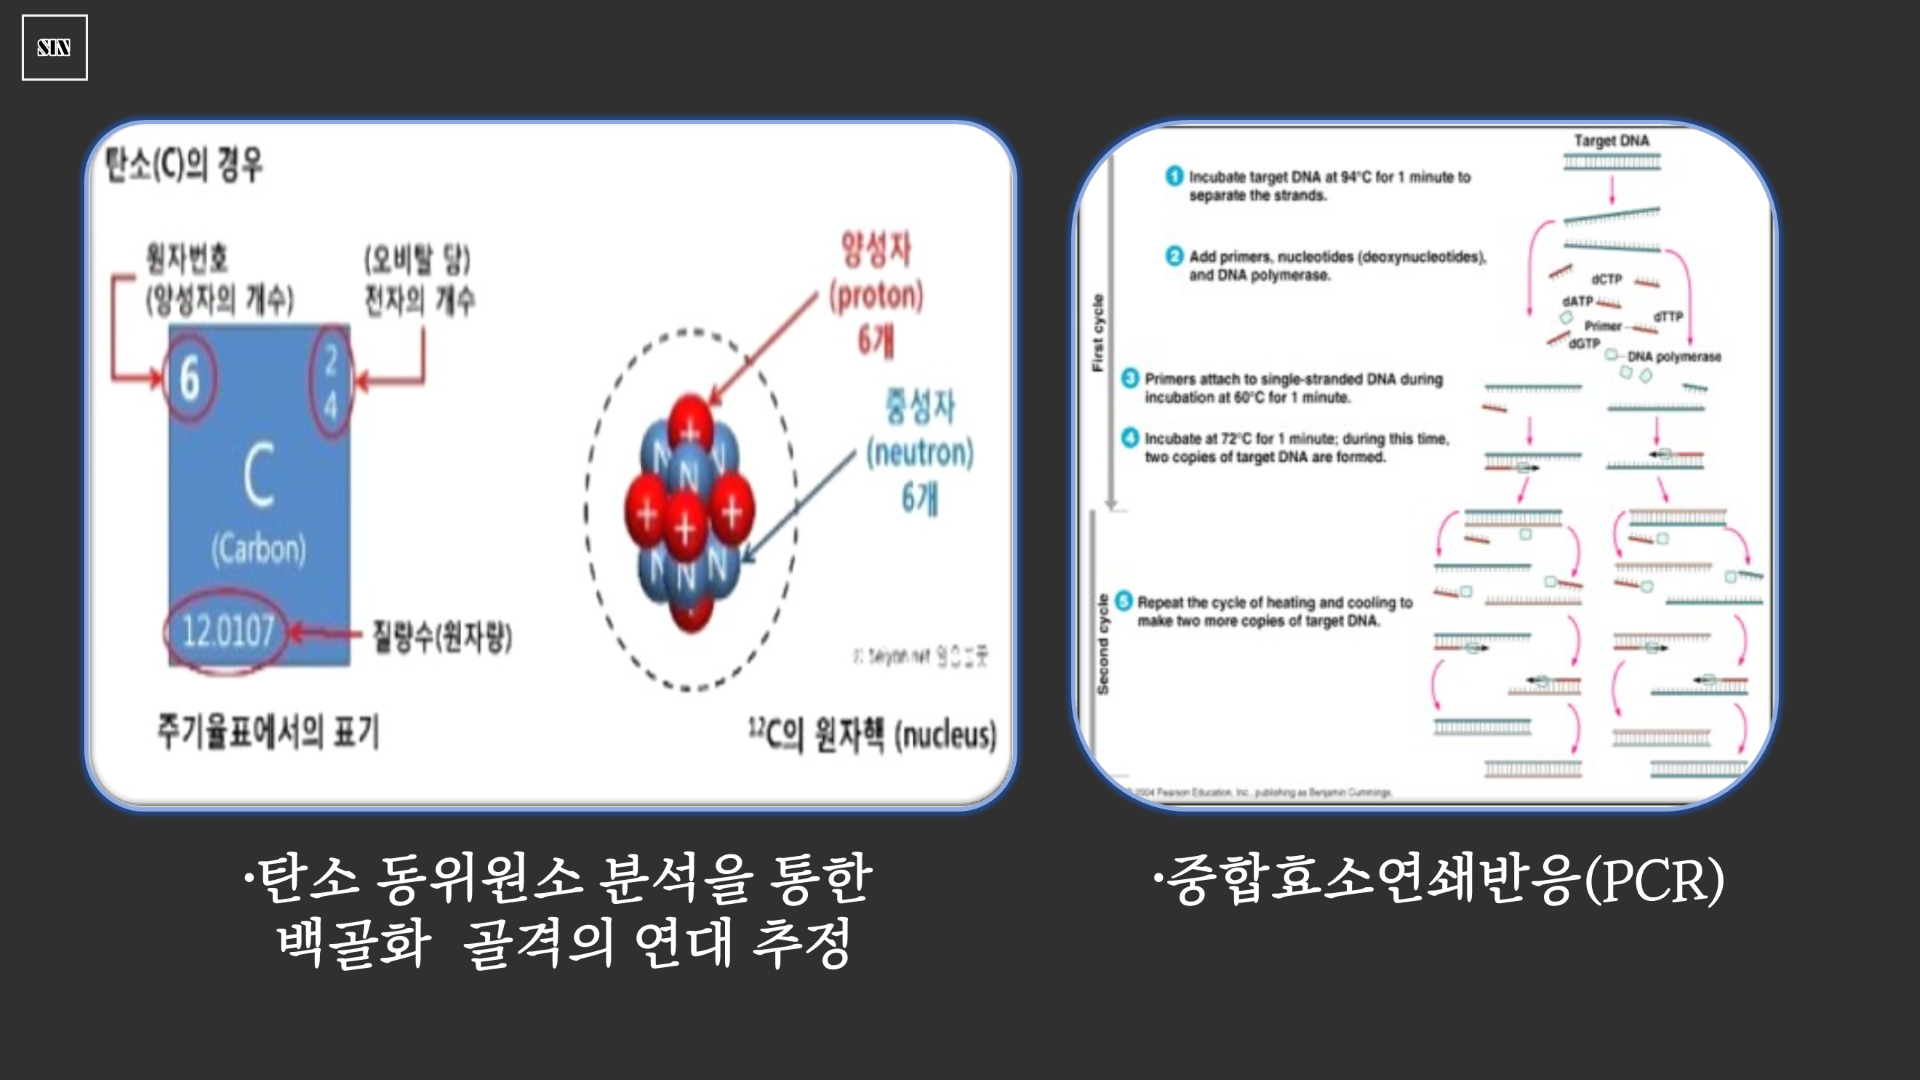 SIN
탄소(C)의 경우
원자번호
(양성자의 개수)
(오비탈 당)
전자의 개수
6
2
4
C
(Carbon)
12.0107
질량수(원자량)
주기율표에서의 표기
양성자
(proton)
6개
중성자
(neutron)
6개
+
N
N
N
+
+
+
N
N
N
¹²C의 원자핵 (nucleus)
·탄소 동위원소 분석을 통한
백골화 골격의 연대 추정
Target DNA
First cycle
1 Incubate target DNA at 94°C for 1 minute to
separate the strands.
2 Add primers, nucleotides (deoxynucleotides),
and DNA polymerase.
dCTP
dATP
dTTP
Primer
dGTP
DNA polymerase
3 Primers attach to single-stranded DNA during
incubation at 60°C for 1 minute.
4 Incubate at 72°C for 1 minute; during this time,
two copies of target DNA are formed.
Second cycle
5 Repeat the cycle of heating and cooling to
make two more copies of target DNA.
2004 Pearson Education, Inc., publishing as Benjamin Cummings.
·중합효소연쇄반응(PCR)